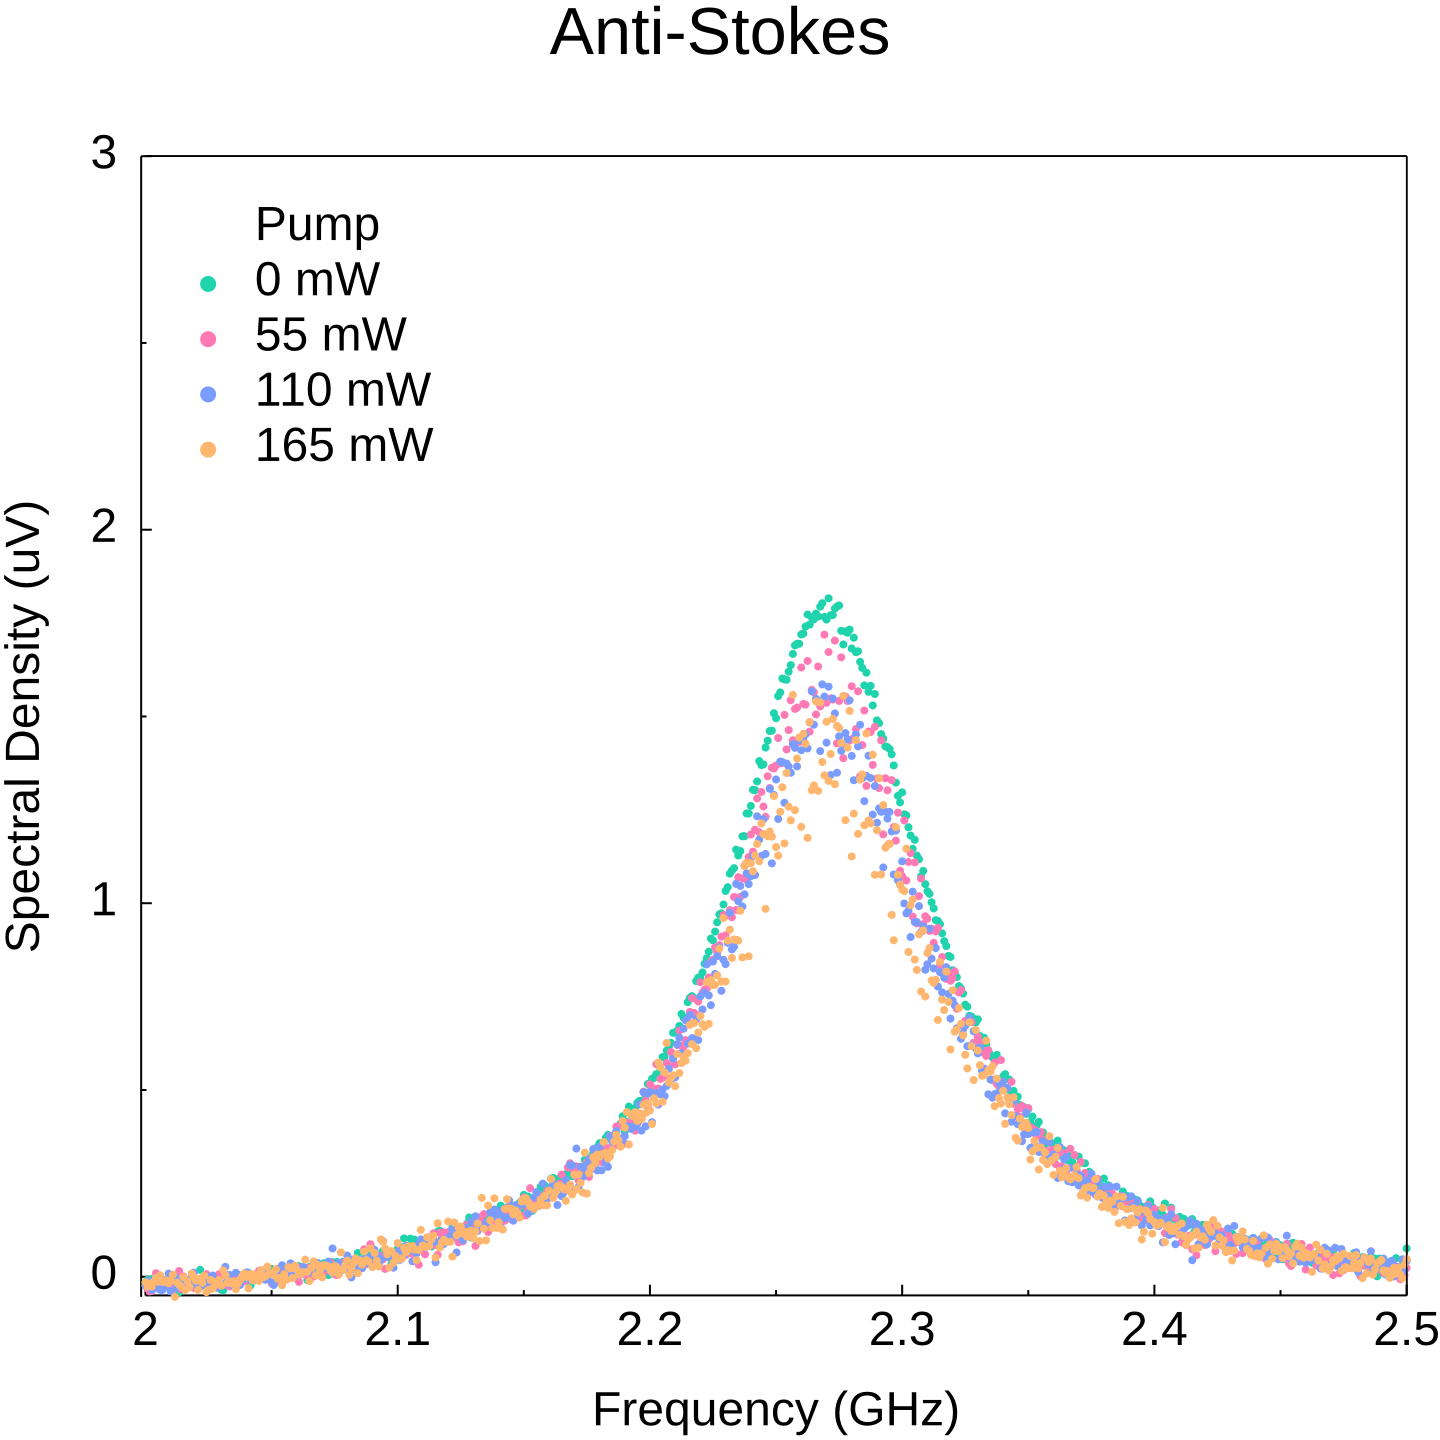 Anti-Stokes
3
Pump
0 mW
55 mW
110 mW
165 mW
2
Spectral Density (uV)
1
0
2 2.1 2.2 2.3 2.4 2.5
Frequency (GHz)